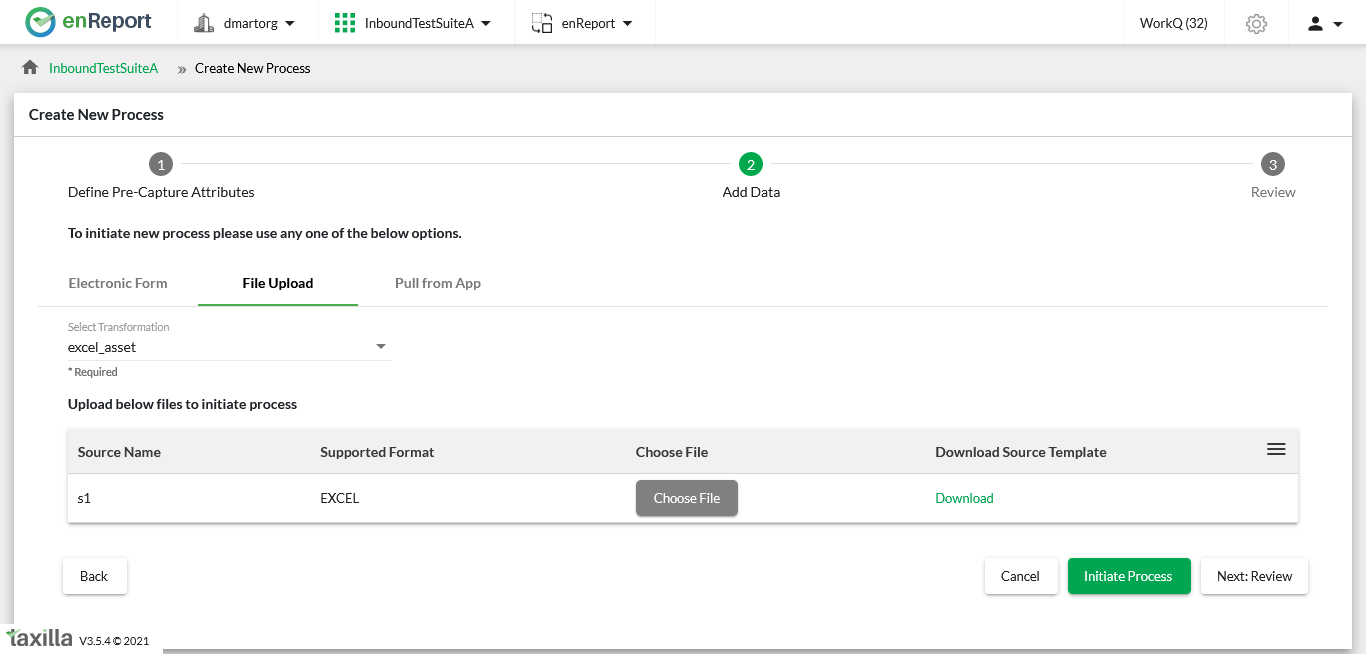 enReport dmartorg InboundTestSuiteA enReport WorkQ (32)
InboundTestSuiteA » Create New Process
Create New Process
1 2 3
Define Pre-Capture Attributes Add Data Review
To initiate new process please use any one of the below options.
Electronic Form File Upload Pull from App
Select Transformation
excel_asset
* Required
Upload below files to initiate process
Source Name Supported Format Choose File Download Source Template
s1 EXCEL Choose File Download
Back Cancel Initiate Process Next: Review
taxilla V3.5.4 © 2021